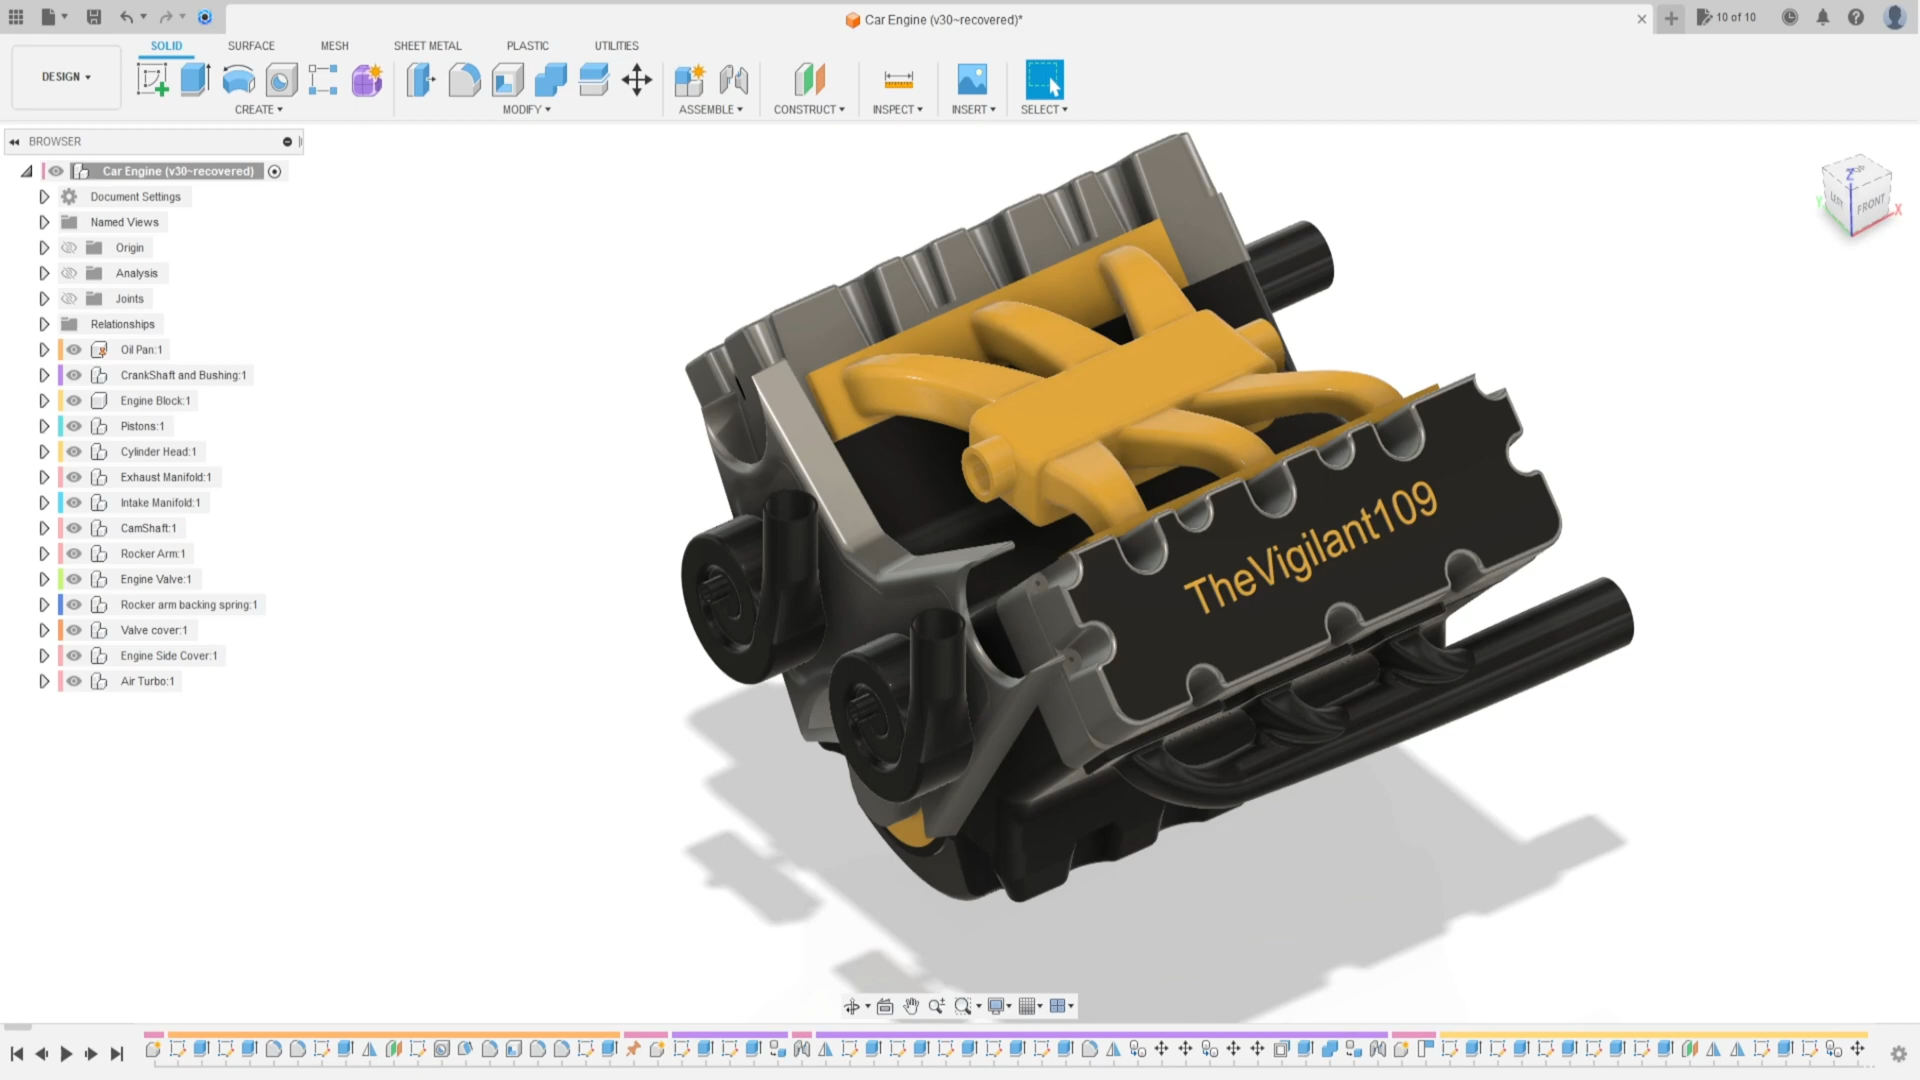 Car Engine (v30~recovered)*
10 of 10
SOLID SURFACE MESH SHEET METAL PLASTIC UTILITIES
DESIGN
CREATE MODIFY ASSEMBLE CONSTRUCT INSPECT INSERT SELECT
BROWSER
Car Engine (v30~recovered)
Document Settings
Named Views
Origin
Analysis
Joints
Relationships
Oil Pan:1
CrankShaft and Bushing:1
Engine Block:1
Pistons:1
Cylinder Head:1
Exhaust Manifold:1
Intake Manifold:1
CamShaft:1
Rocker Arm:1
Engine Valve:1
Rocker arm backing spring:1
Valve cover:1
Engine Side Cover:1
Air Turbo:1
TheVigilant109
TOP
Z
LEFT
FRONT
Y
X